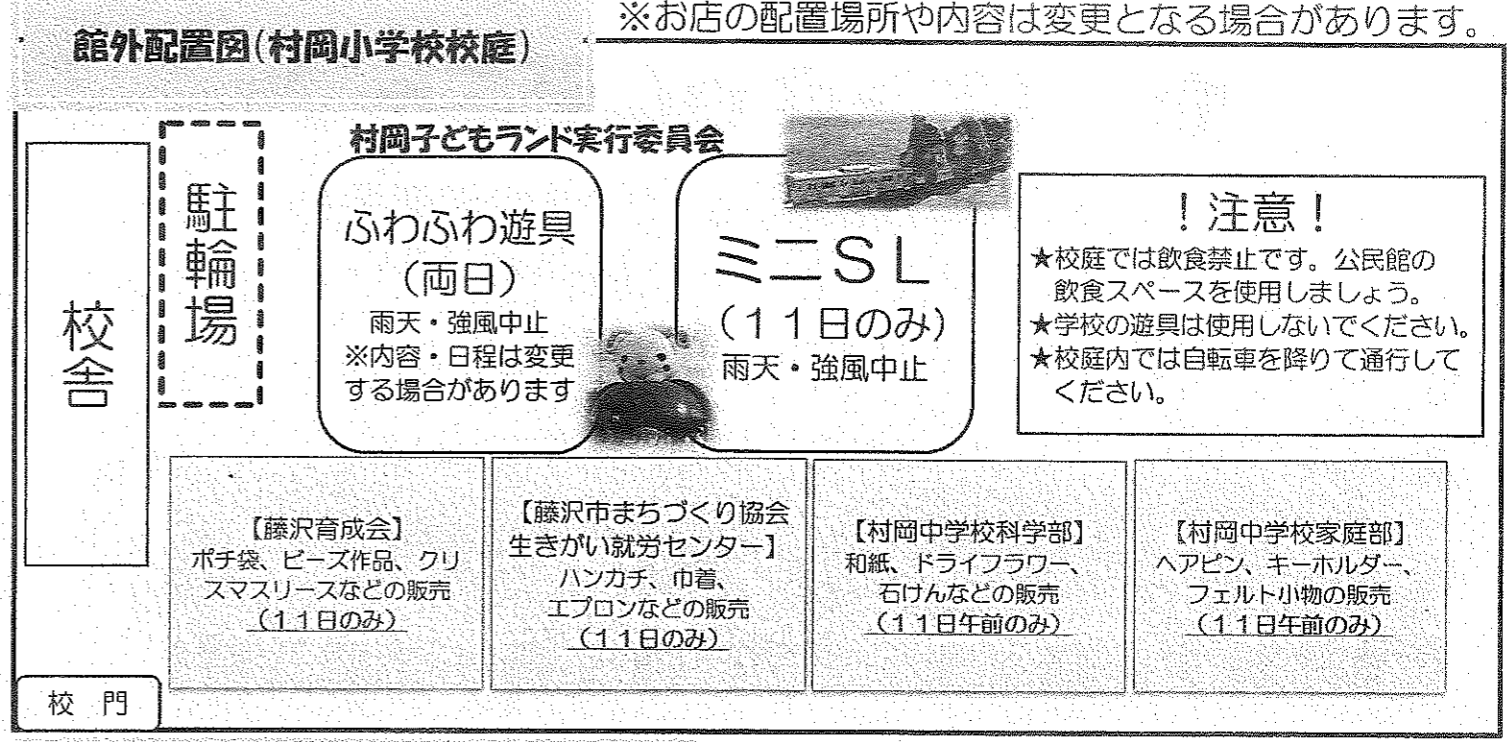 ※お店の配置場所や内容は変更となる場合があります。
館外配置図(村岡小学校校庭)
校舎
駐輪場
村岡子どもランド実行委員会
ふわふわ遊具
(両日)
雨天・強風中止
※内容・日程は変更
する場合があります
ミニSL
(11日のみ)
雨天・強風中止
!注意!
★校庭では飲食禁止です。公民館の
飲食スペースを使用しましょう。
★学校の遊具は使用しないでください。
★校庭内では自転車を降りて通行して
ください。
【藤沢育成会】
ポチ袋、ビーズ作品、クリ
スマスリースなどの販売
(11日のみ)
【藤沢市まちづくり協会
生きがい就労センター】
ハンカチ、巾着、
エプロンなどの販売
(11日のみ)
【村岡中学校科学部】
和紙、ドライフラワー、
石けんなどの販売
(11日午前のみ)
【村岡中学校家庭部】
ヘアピン、キーホルダー、
フェルト小物の販売
(11日午前のみ)
校門